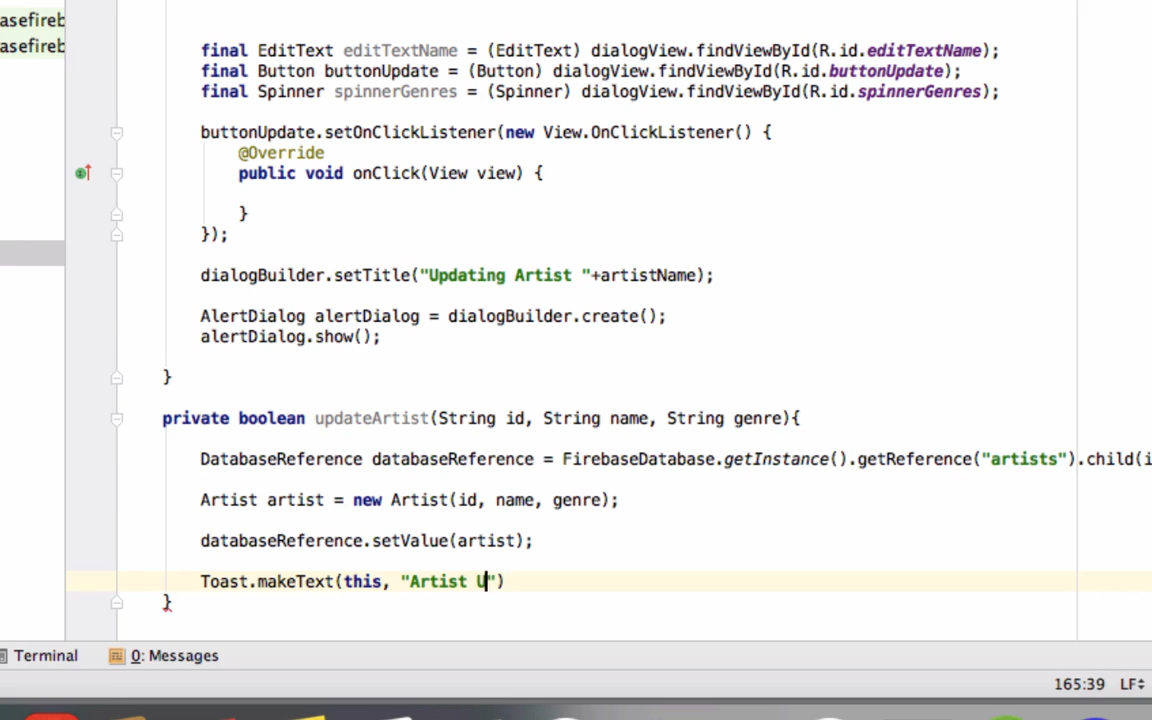 asefireb
asefireb
final EditText editTextName = (EditText) dialogView.findViewById(R.id.editTextName);
final Button buttonUpdate = (Button) dialogView.findViewById(R.id.buttonUpdate);
final Spinner spinnerGenres = (Spinner) dialogView.findViewById(R.id.spinnerGenres);
buttonUpdate.setOnClickListener(new View.OnClickListener() {
@Override
public void onClick(View view) {
}
});
dialogBuilder.setTitle("Updating Artist "+artistName);
AlertDialog alertDialog = dialogBuilder.create();
alertDialog.show();
}
private boolean updateArtist(String id, String name, String genre){
DatabaseReference databaseReference = FirebaseDatabase.getInstance().getReference("artists").child(i
Artist artist = new Artist(id, name, genre);
databaseReference.setValue(artist);
Toast.makeText(this, "Artist U")
}
Terminal 0: Messages
165:39 LF